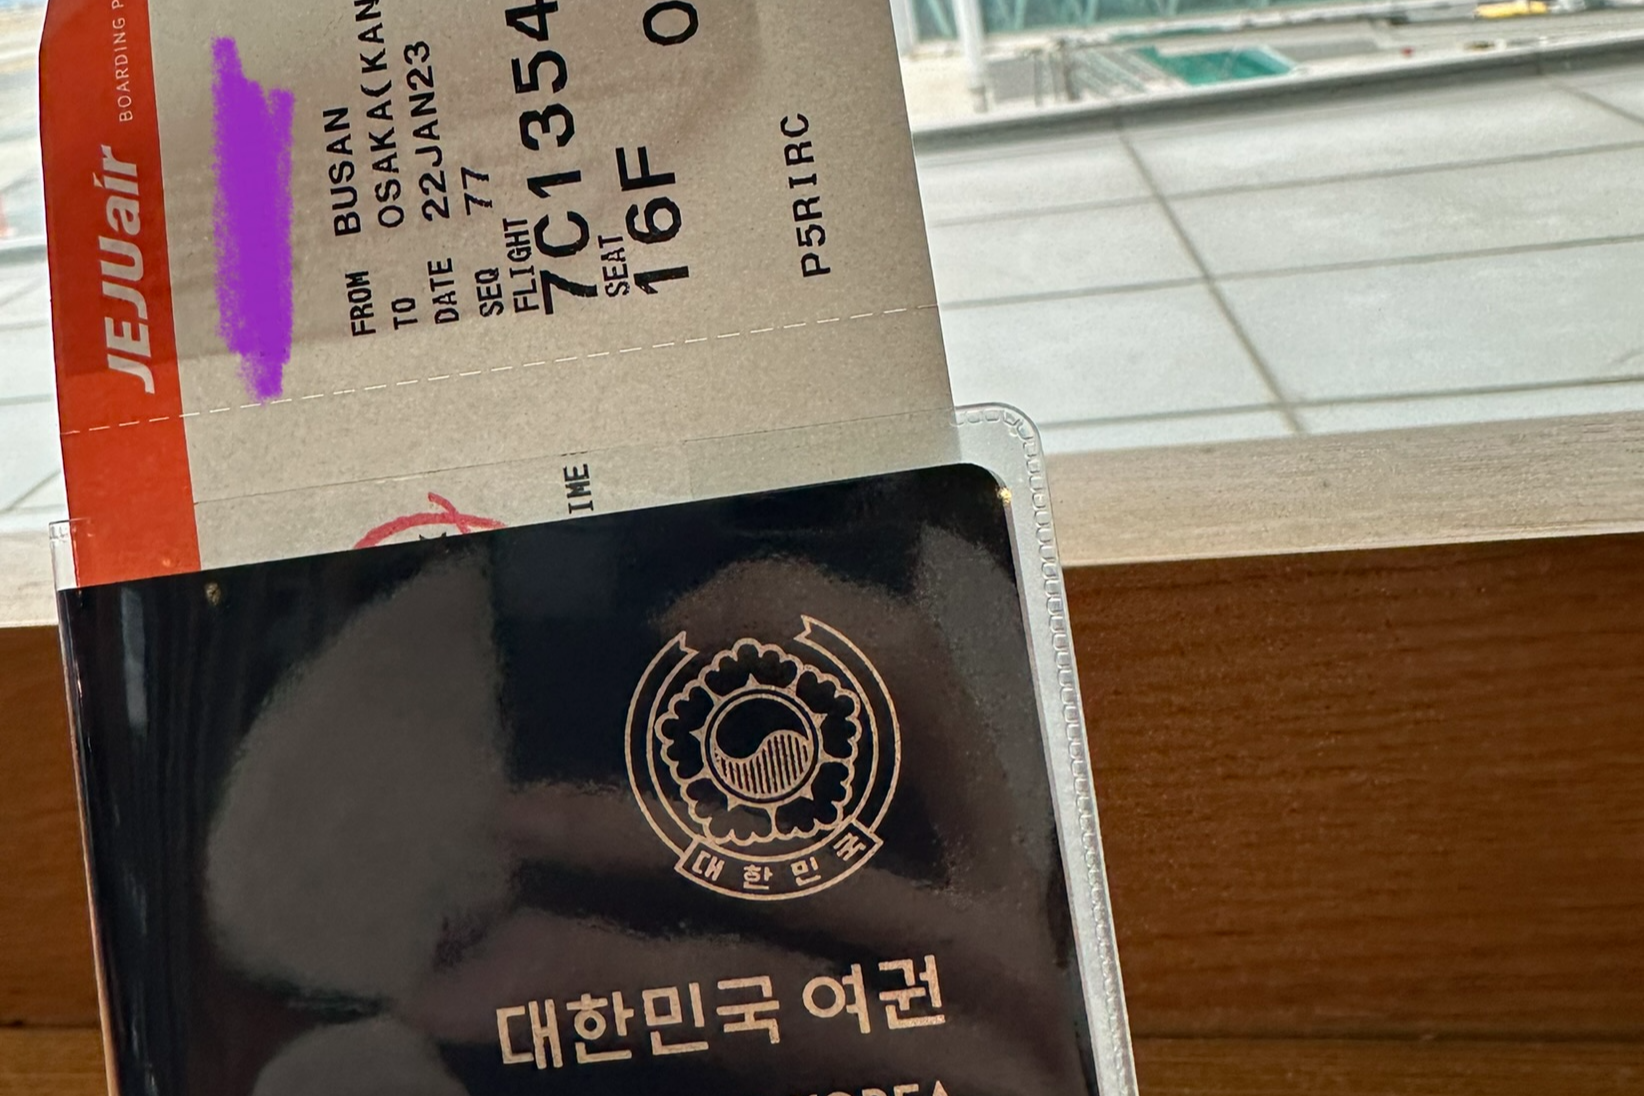 JEJUair
BOARDING P
FROM BUSAN
TO OSAKA(KAN
DATE 22JAN23
SEQ 77
FLIGHT
7C1354
SEAT
16F
P5RIRC
IME
대한민국
대한민국 여권